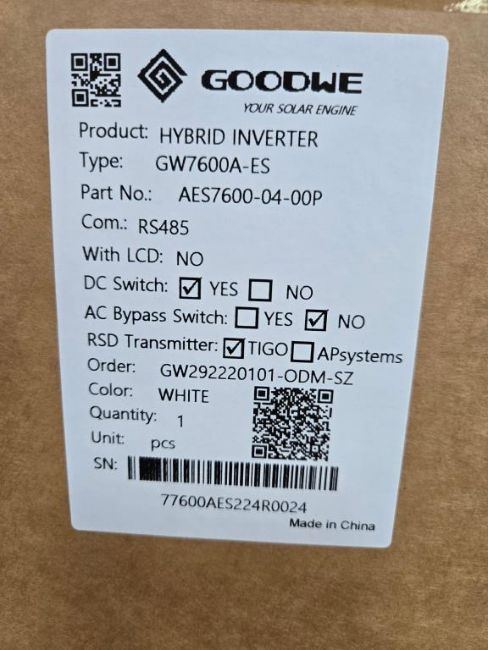 GOODWE
YOUR SOLAR ENGINE
Product: HYBRID INVERTER
Type: GW7600A-ES
Part No.: AES7600-04-00P
Com.: RS485
With LCD: NO
DC Switch: ☑ YES ☐ NO
AC Bypass Switch: ☐ YES ☑ NO
RSD Transmitter: ☑ TIGO ☐ APsystems
Order: GW292220101-ODM-SZ
Color: WHITE
Quantity: 1
Unit: pcs
SN:
77600AES224R0024
Made in China